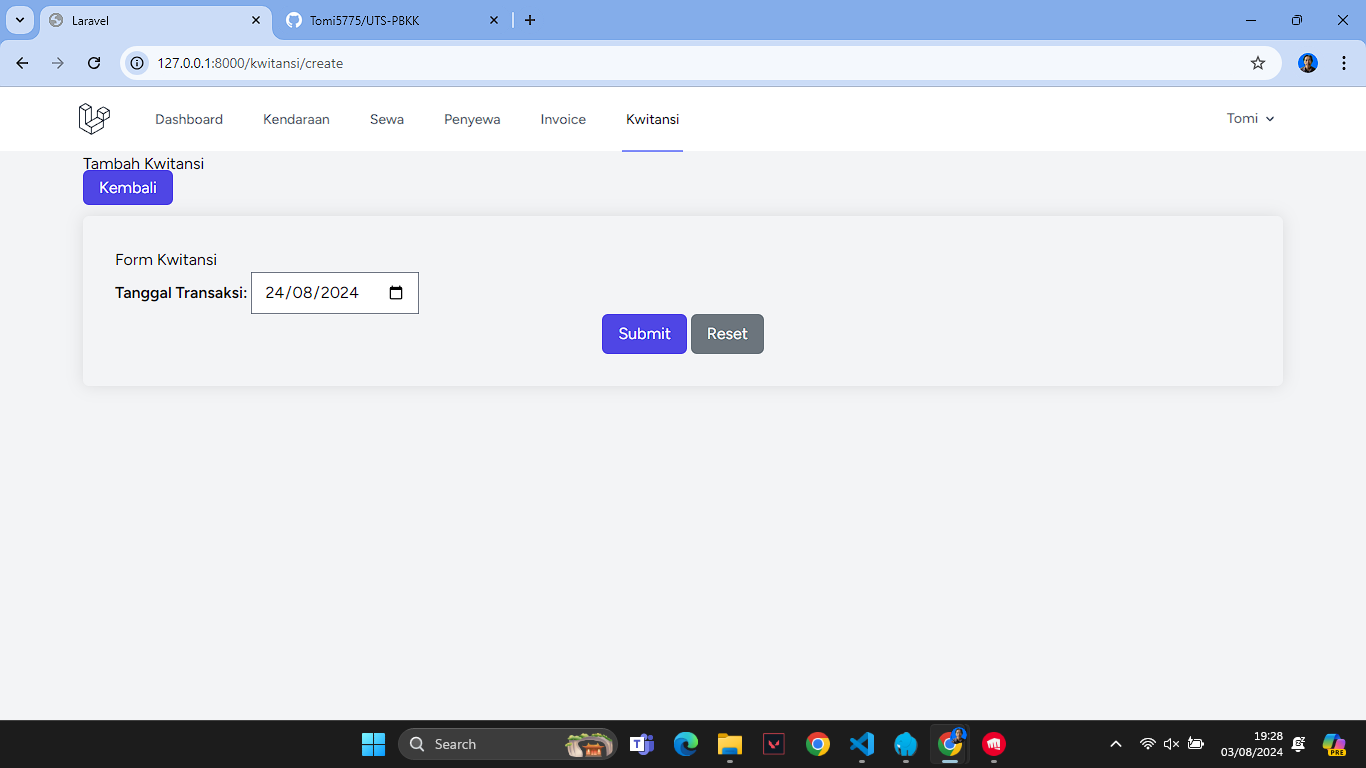 Laravel
Tomi5775/UTS-PBKK
127.0.0.1:8000/kwitansi/create
Dashboard Kendaraan Sewa Penyewa Invoice Kwitansi Tomi
Tambah Kwitansi
Kembali
Form Kwitansi
Tanggal Transaksi: 24/08/2024
Submit Reset
Search
19:28
03/08/2024
PRE